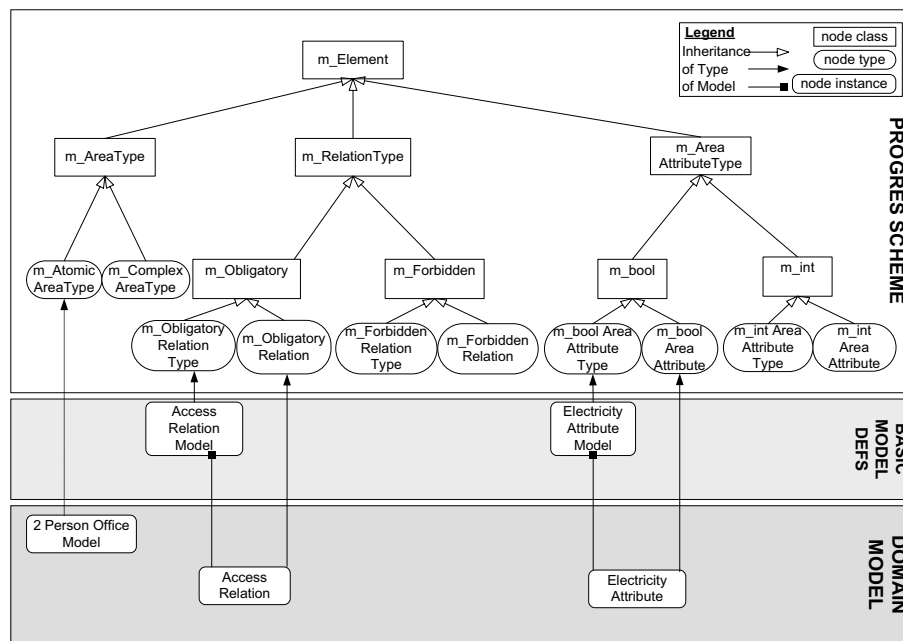 Legend
Inheritance
of Type
of Model
node class
node type
node instance
m_Element
m_AreaType
m_RelationType
m_Area
AttributeType
m_Obligatory
m_Forbidden
m_bool
m_int
m_Atomic
AreaType
m_Complex
AreaType
m_Obligatory
Relation
Type
m_Obligatory
Relation
m_Forbidden
Relation
Type
m_Forbidden
Relation
m_bool Area
Attribute
Type
m_bool
Area
Attribute
m_int Area
Attribute
Type
m_int
Area
Attribute
PROGRES SCHEME
Access
Relation
Model
Electricity
Attribute
Model
BASIC
MODEL
DEFS
2 Person Office
Model
Access
Relation
Electricity
Attribute
DOMAIN
MODEL